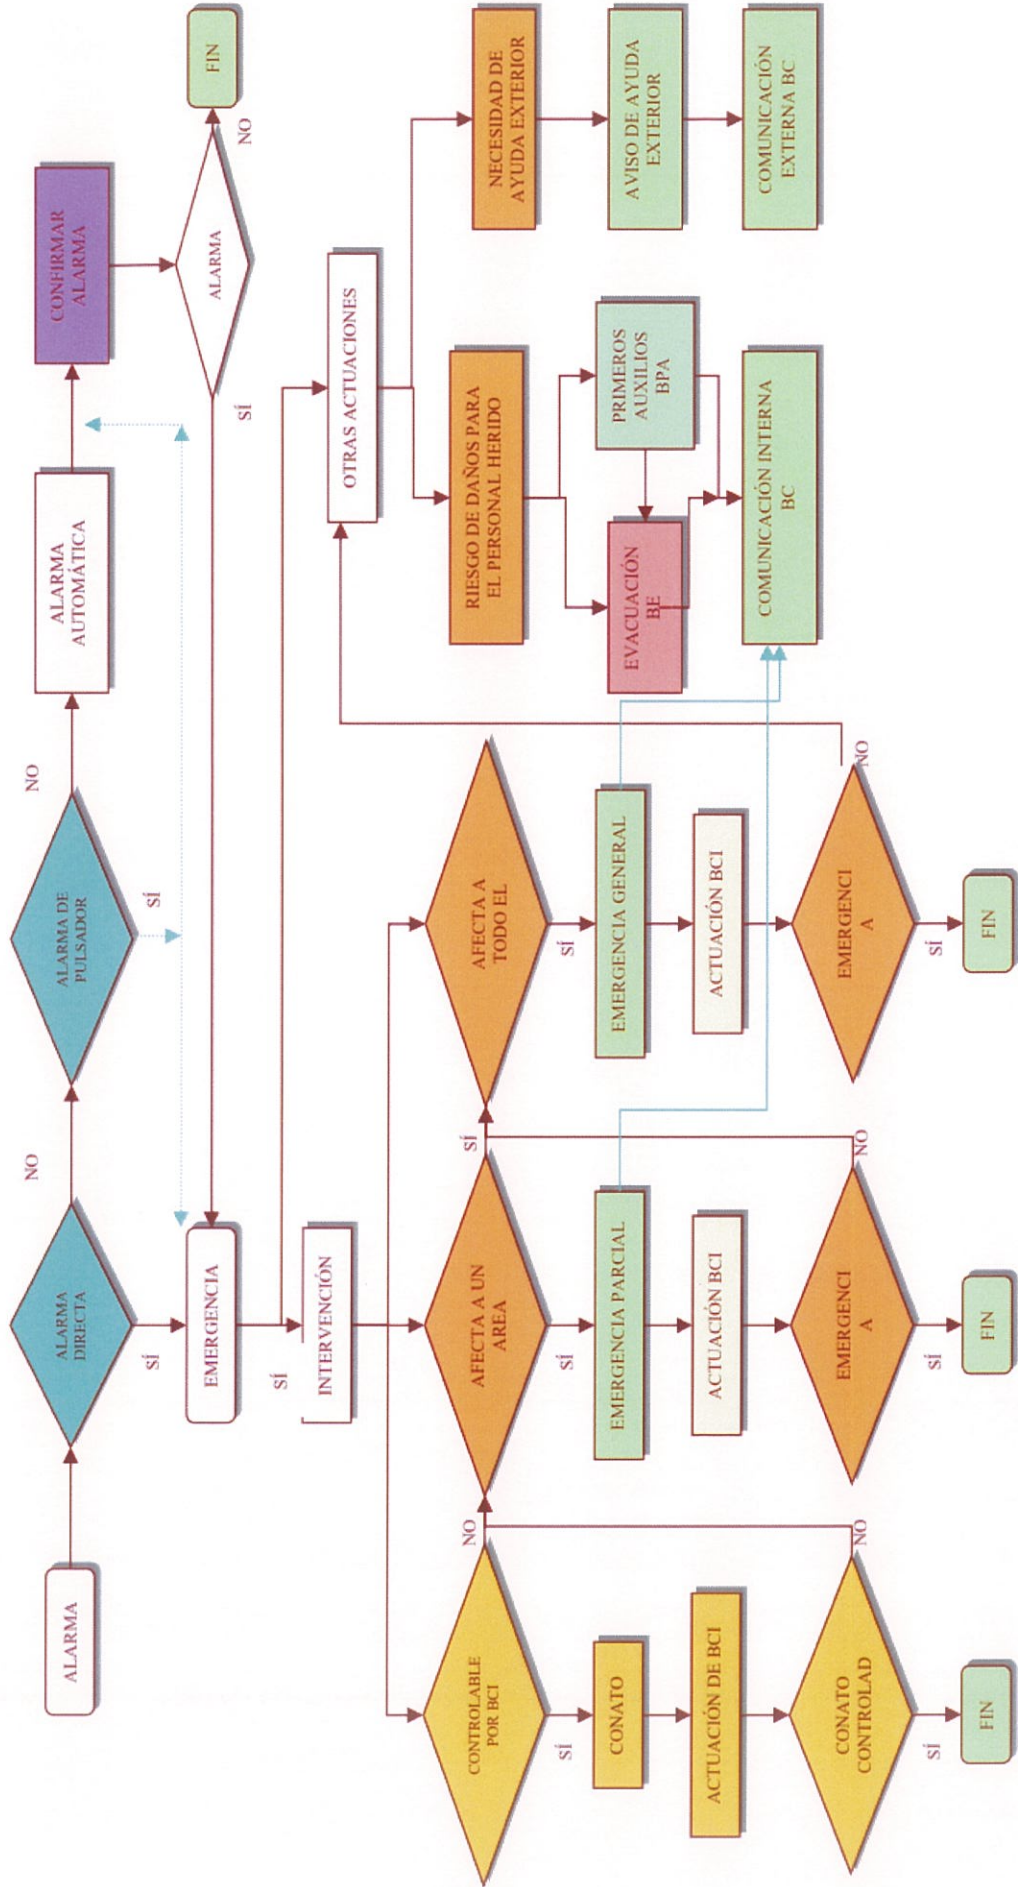 ALARMA
ALARMA
DIRECTA
NO
SÍ
ALARMA DE
PULSADOR
NO
SÍ
ALARMA
AUTOMÁTICA
CONFIRMAR
ALARMA
ALARMA
NO
FIN
SÍ
EMERGENCIA
SÍ
INTERVENCIÓN
OTRAS ACTUACIONES
CONTROLABLE
POR BCI
NO
SÍ
AFECTA A UN
AREA
SÍ
SÍ
AFECTA A
TODO EL
SÍ
RIESGO DE DAÑOS PARA
EL PERSONAL HERIDO
NECESIDAD DE
AYUDA EXTERIOR
CONATO
EMERGENCIA PARCIAL
EMERGENCIA GENERAL
EVACUACIÓN
BE
PRIMEROS
AUXILIOS
BPA
AVISO DE AYUDA
EXTERIOR
ACTUACIÓN DE BCI
ACTUACIÓN BCI
ACTUACIÓN BCI
COMUNICACIÓN INTERNA
BC
COMUNICACIÓN
EXTERNA BC
CONATO
CONTROLAD
NO
SÍ
EMERGENCI
A
NO
SÍ
EMERGENCI
A
NO
SÍ
FIN
FIN
FIN